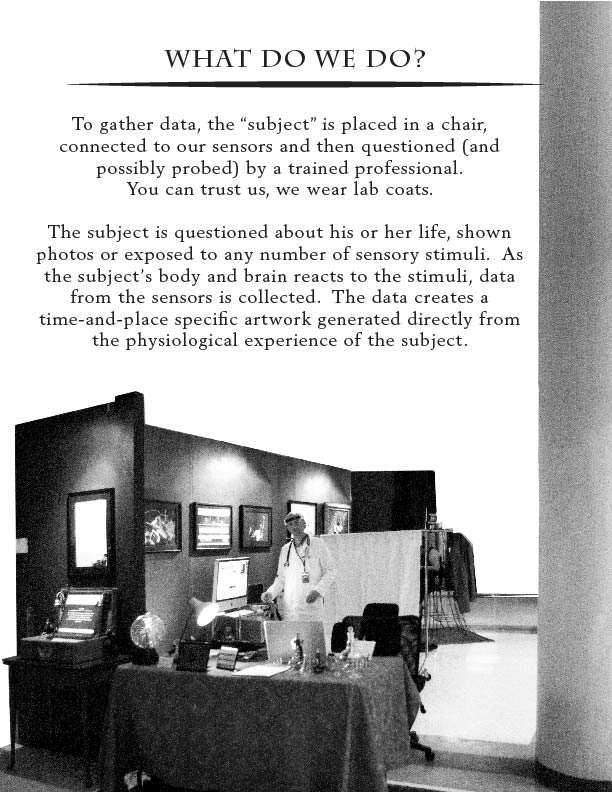 WHAT DO WE DO?
To gather data, the “subject” is placed in a chair,
connected to our sensors and then questioned (and
possibly probed) by a trained professional.
You can trust us, we wear lab coats.
The subject is questioned about his or her life, shown
photos or exposed to any number of sensory stimuli.  As
the subject's body and brain reacts to the stimuli, data
from the sensors is collected.  The data creates a
time-and-place specific artwork generated directly from
the physiological experience of the subject.